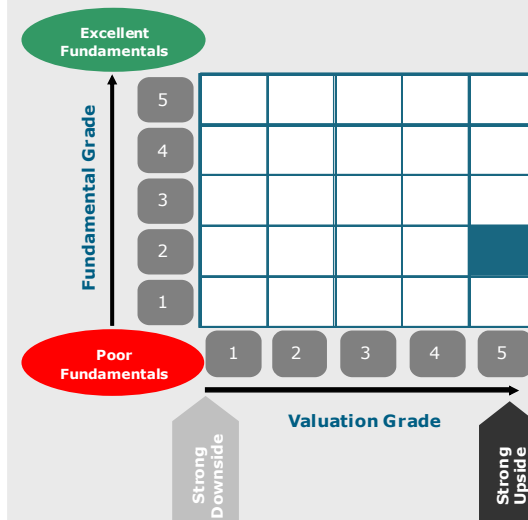 Excellent
Fundamentals
Fundamental Grade
5
4
3
2
1
Poor
Fundamentals
1
2
3
4
5
Valuation Grade
Strong
Downside
Strong
Upside